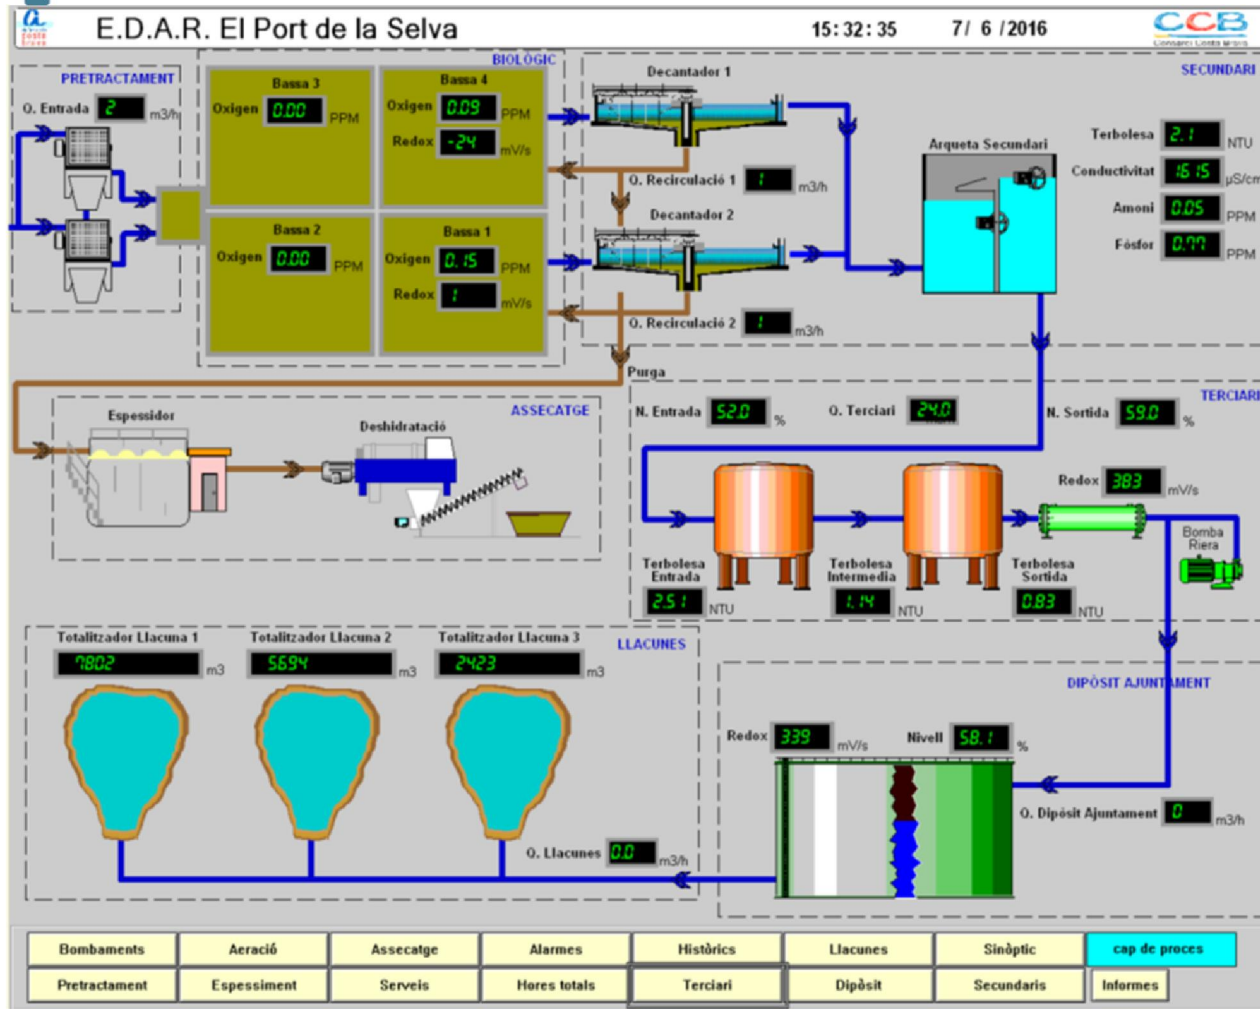 E.D.A.R. El Port de la Selva
15:32:35
7/ 6 /2016
CCB
Consorci Costa Brava
PRETRACTAMENT
Q. Entrada 2 m3/h
BIOLÒGIC
Bassa 3
Oxigen 0.00 PPM
Bassa 4
Oxigen 0.09 PPM
Redox -24 mV/s
Bassa 2
Oxigen 0.00 PPM
Bassa 1
Oxigen 0.15 PPM
Redox 1 mV/s
SECUNDARI
Decantador 1
Q. Recirculació 1 1 m3/h
Decantador 2
Q. Recirculació 2 1 m3/h
Arqueta Secundari
Terbolesa 2.1 NTU
Conductivitat 1615 µS/cm
Amoni 0.05 PPM
Fósfor 0.77 PPM
Purga
ASSECATGE
Espessidor
Deshidratació
TERCIARI
N. Entrada 52.0 %
Q. Terciari 24.0
N. Sortida 59.0 %
Redox 383 mV/s
Bomba
Riera
Terbolesa
Entrada
2.51 NTU
Terbolesa
Intermedia
1.14 NTU
Terbolesa
Sortida
0.83 NTU
LLACUNES
Totalitzador Llacuna 1
7802 m3
Totalitzador Llacuna 2
5694 m3
Totalitzador Llacuna 3
2423 m3
Q. Llacunes 0.0 m3/h
DIPÒSIT AJUNTAMENT
Redox 339 mV/s
Nivell 58.1 %
Q. Dipósit Ajuntament 0 m3/h
Bombaments Aeració Assecatge Alarmes Històrics Llacunes Sinòptic cap de proces
Pretractament Espessiment Serveis Hores totals Terciari Dipòsit Secundaris Informes